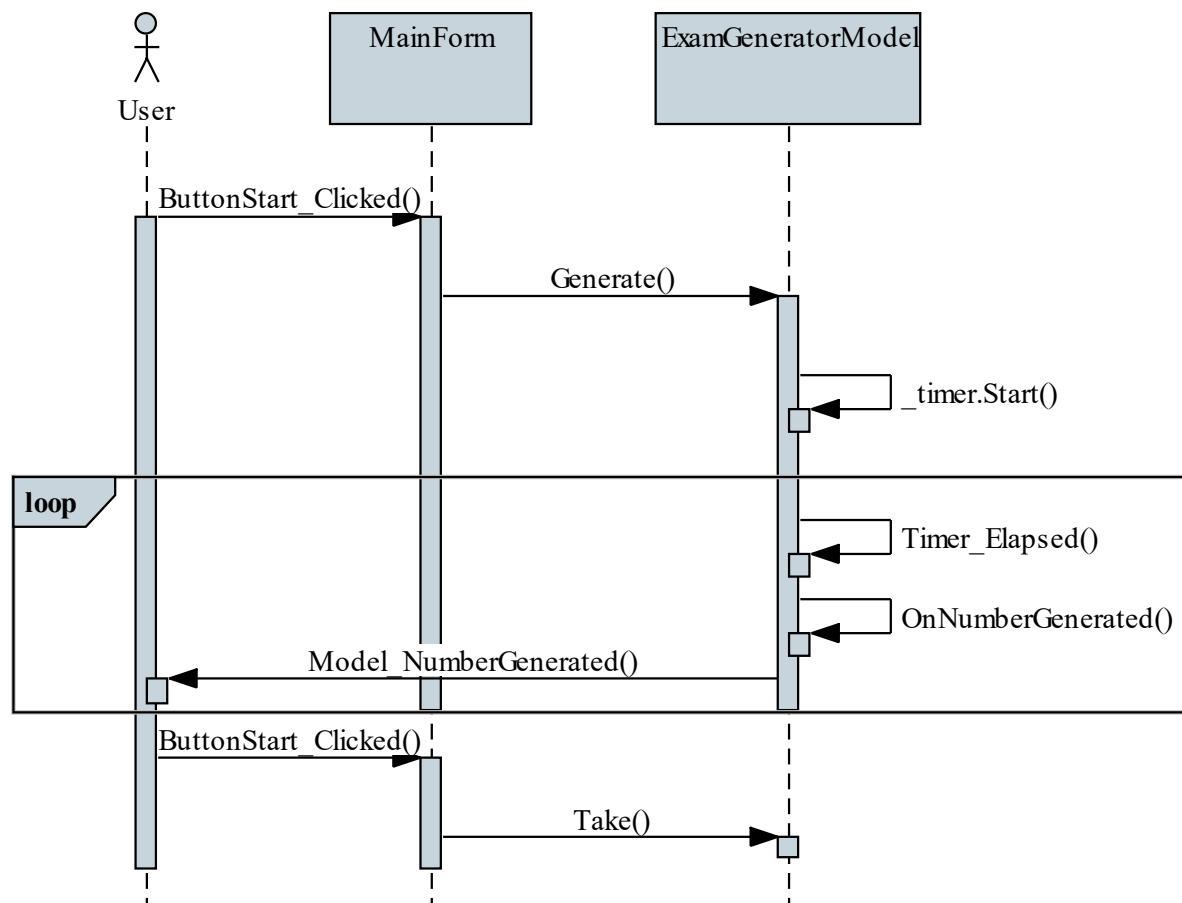 MainForm
ExamGeneratorModel
User
ButtonStart_Clicked()
Generate()
_timer.Start()
loop
Timer_Elapsed()
OnNumberGenerated()
Model_NumberGenerated()
ButtonStart_Clicked()
Take()